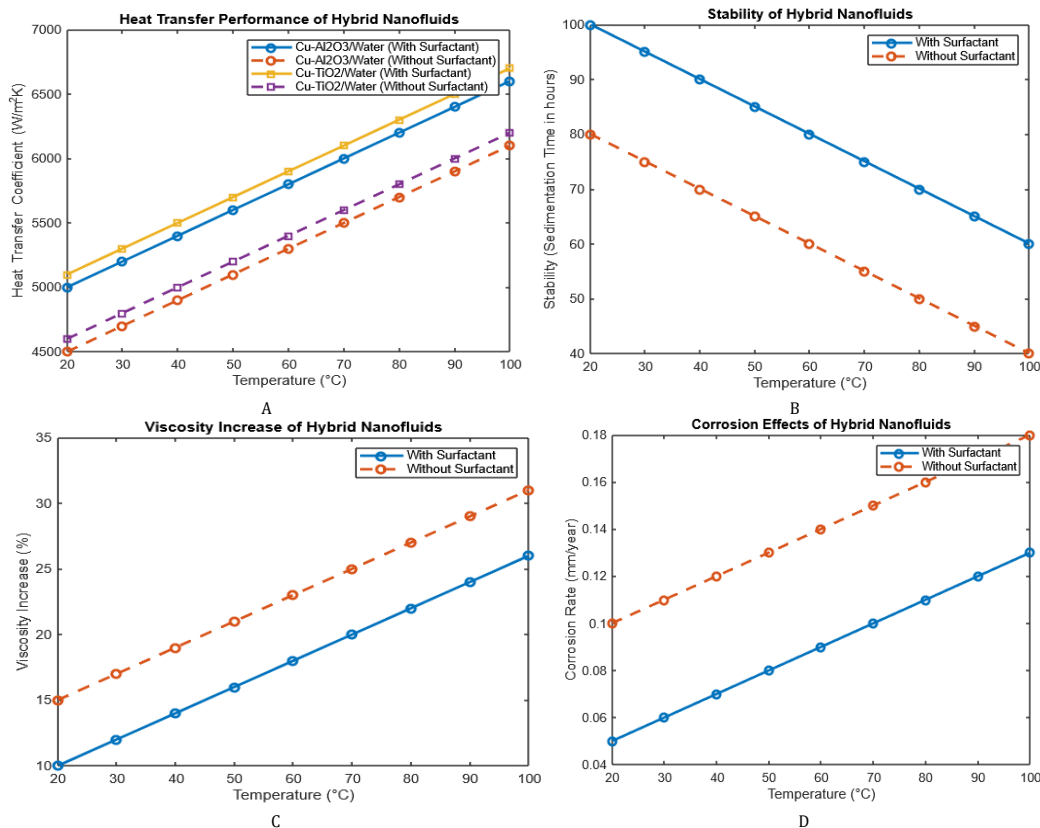 Heat Transfer Performance of Hybrid Nanofluids
7000
6500
6000
5500
5000
4500
Heat Transfer Coefficient (W/m²K)
Cu-Al2O3/Water (With Surfactant)
Cu-Al2O3/Water (Without Surfactant)
Cu-TiO2/Water (With Surfactant)
Cu-TiO2/Water (Without Surfactant)
20 30 40 50 60 70 80 90 100
Temperature (°C)
A
Stability of Hybrid Nanofluids
100
90
80
70
60
50
40
Stability (Sedimentation Time in hours)
With Surfactant
Without Surfactant
20 30 40 50 60 70 80 90 100
Temperature (°C)
B
Viscosity Increase of Hybrid Nanofluids
35
30
25
20
15
10
Viscosity Increase (%)
With Surfactant
Without Surfactant
20 30 40 50 60 70 80 90 100
Temperature (°C)
C
Corrosion Effects of Hybrid Nanofluids
0.18
0.16
0.14
0.12
0.1
0.08
0.06
0.04
Corrosion Rate (mm/year)
With Surfactant
Without Surfactant
20 30 40 50 60 70 80 90 100
Temperature (°C)
D